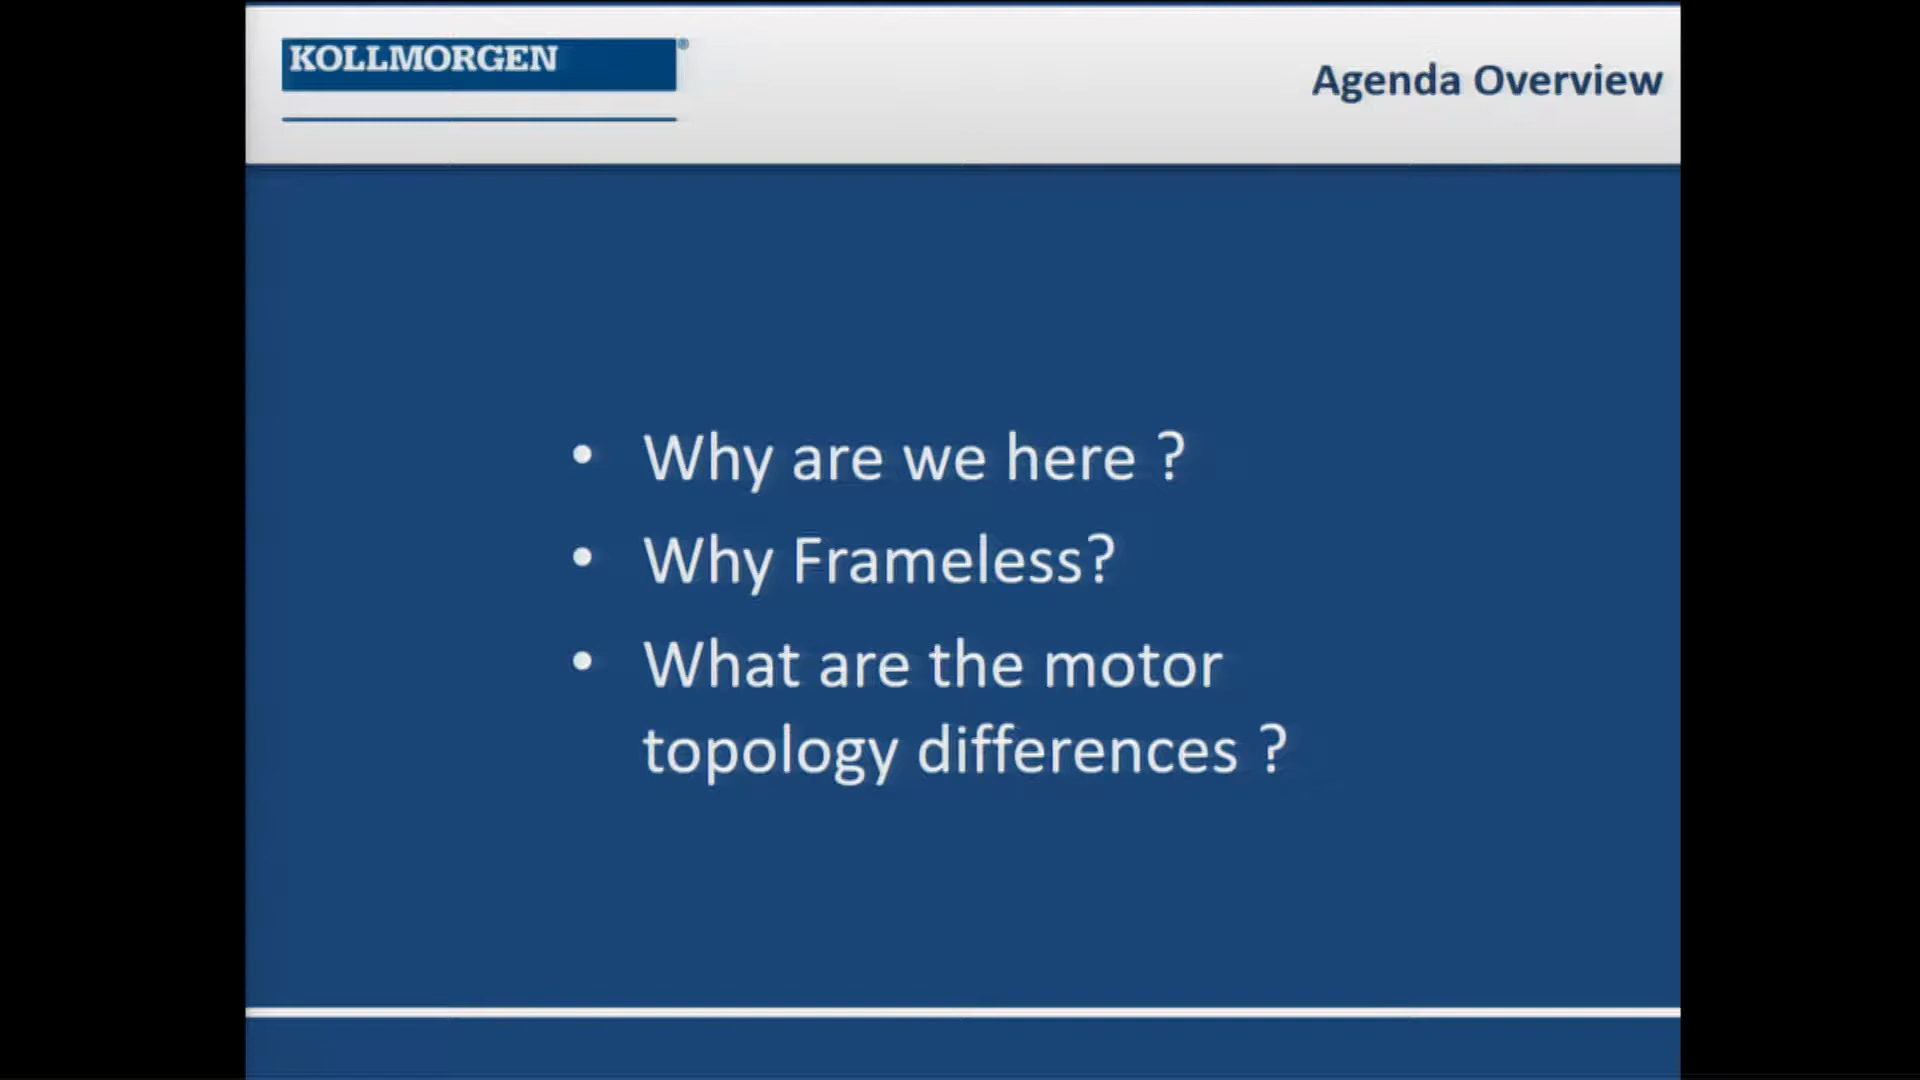 KOLLMORGEN®
Agenda Overview
• Why are we here ?
• Why Frameless?
• What are the motor
topology differences ?